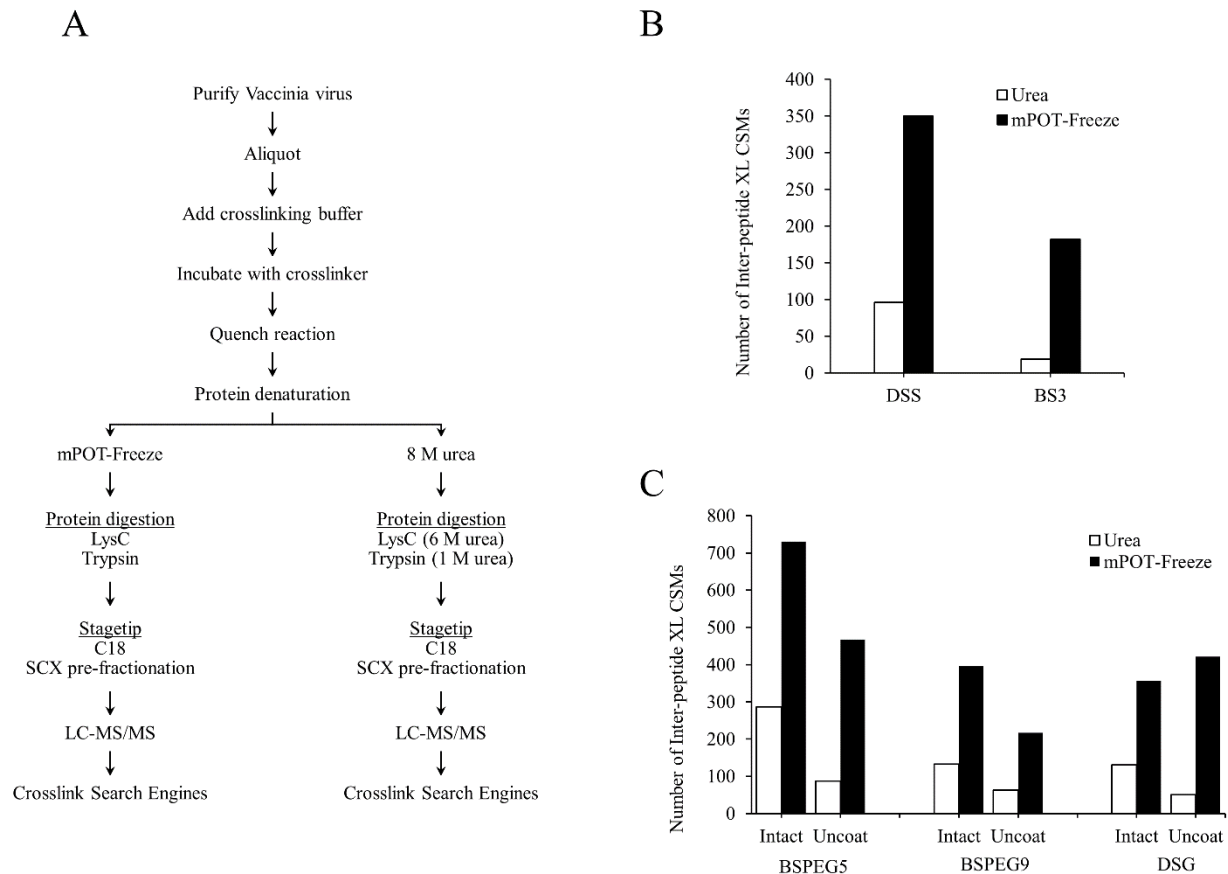 A
Purify Vaccinia virus
Aliquot
Add crosslinking buffer
Incubate with crosslinker
Quench reaction
Protein denaturation
mPOT-Freeze
Protein digestion
LysC
Trypsin
Stagetip
C18
SCX pre-fractionation
LC-MS/MS
Crosslink Search Engines
8 M urea
Protein digestion
LysC (6 M urea)
Trypsin (1 M urea)
Stagetip
C18
SCX pre-fractionation
LC-MS/MS
Crosslink Search Engines
B
Number of Inter-peptide XL CSMs
400
350
300
250
200
150
100
50
0
Urea
mPOT-Freeze
DSS
BS3
C
Number of Inter-peptide XL CSMs
800
700
600
500
400
300
200
100
0
Urea
mPOT-Freeze
Intact Uncoat Intact Uncoat Intact Uncoat
BSPEG5 BSPEG9 DSG